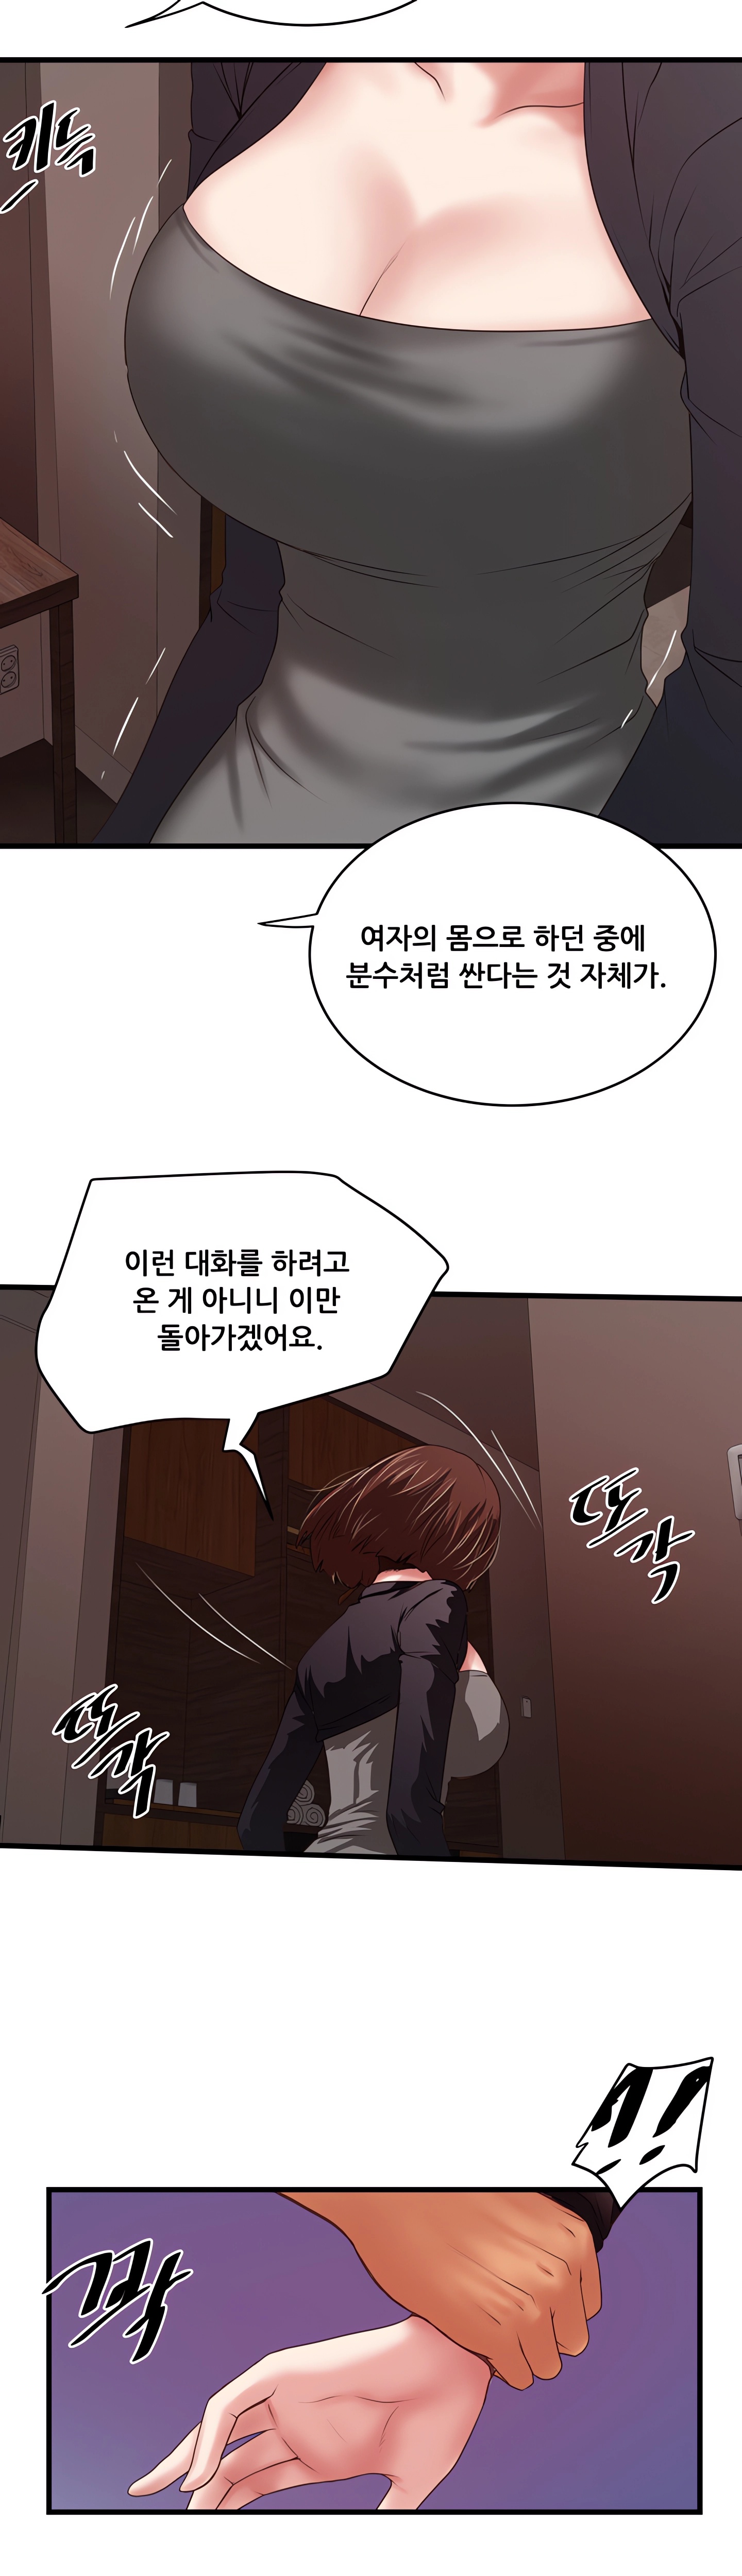 키득
여자의 몸으로 하던 중에
분수처럼 싼다는 것 자체가.
이런 대화를 하려고
온 게 아니니 이만
돌아가겠어요.
또각
또각
!!
꽉